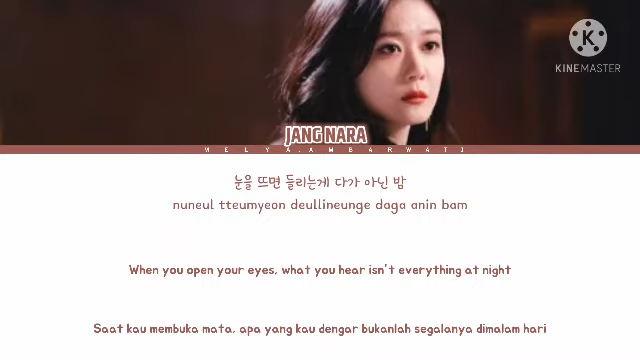 KINEMASTER
JANG NARA
MELYA.AMBARWATI
눈을 뜨면 들리는게 다가 아닌 밤
nuneul tteumyeon deullineunge daga anin bam
When you open your eyes, what you hear isn't everything at night
Saat kau membuka mata, apa yang kau dengar bukanlah segalanya dimalam hari